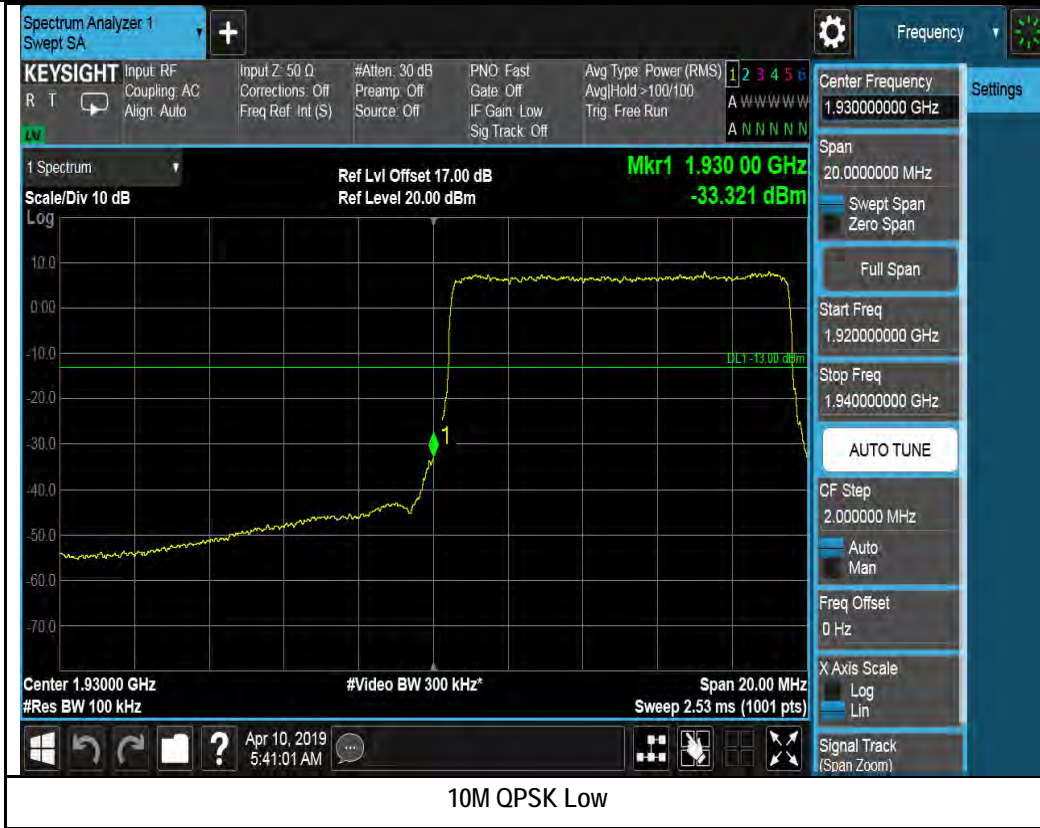 Spectrum Analyzer 1
Swept SA
+
Frequency
KEYSIGHT
R T
LV
Input: RF
Coupling: AC
Align: Auto
Input Z: 50 Ω
Corrections: Off
Freq Ref: Int (S)
#Atten: 30 dB
Preamp: Off
Source: Off
PNO: Fast
Gate: Off
IF Gain: Low
Sig Track: Off
Avg Type: Power (RMS)
Avg|Hold >100/100
Trig: Free Run
1 2 3 4 5 6
A W W W W W
A N N N N N
1 Spectrum
Scale/Div 10 dB
Ref Lvl Offset 17.00 dB
Ref Level 20.00 dBm
Mkr1 1.930 00 GHz
-33.321 dBm
Log
10.0
0.00
-10.0
-20.0
-30.0
-40.0
-50.0
-60.0
-70.0
DL1 -13.00 dBm
1
Center 1.93000 GHz
#Res BW 100 kHz
#Video BW 300 kHz*
Span 20.00 MHz
Sweep 2.53 ms (1001 pts)
Center Frequency
1.930000000 GHz
Span
20.0000000 MHz
Swept Span
Zero Span
Full Span
Start Freq
1.920000000 GHz
Stop Freq
1.940000000 GHz
AUTO TUNE
CF Step
2.000000 MHz
Auto
Man
Freq Offset
0 Hz
X Axis Scale
Log
Lin
Signal Track
(Span Zoom)
Settings
?
Apr 10, 2019
5:41:01 AM
10M QPSK Low